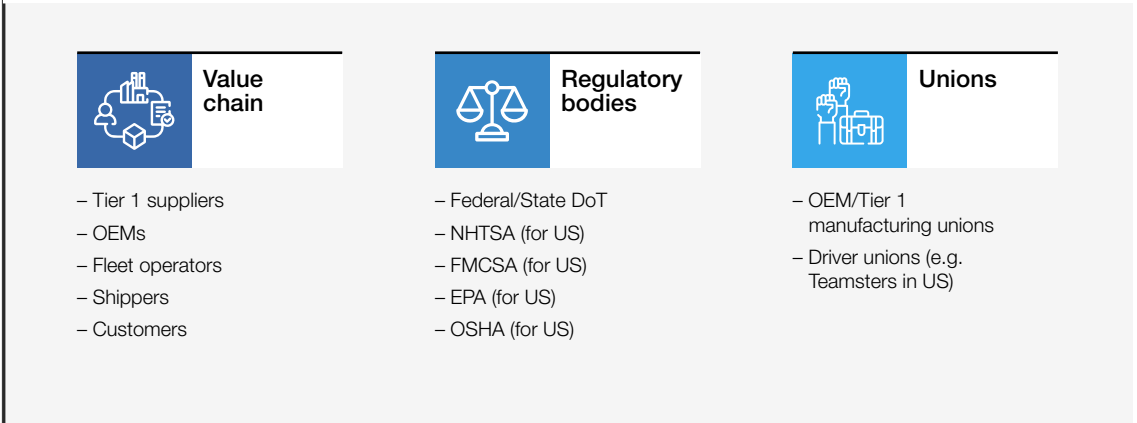 Value
chain
– Tier 1 suppliers
– OEMs
– Fleet operators
– Shippers
– Customers
Regulatory
bodies
– Federal/State DoT
– NHTSA (for US)
– FMCSA (for US)
– EPA (for US)
– OSHA (for US)
Unions
– OEM/Tier 1
manufacturing unions
– Driver unions (e.g.
Teamsters in US)